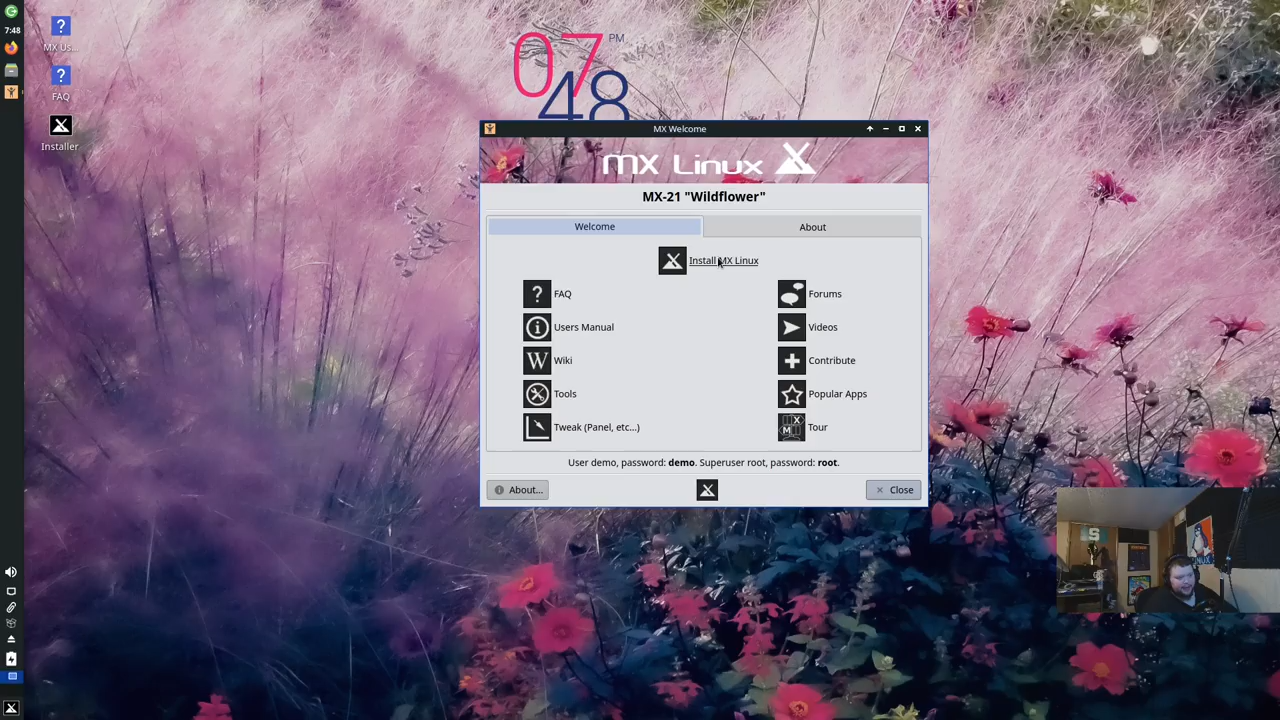 7:48
MX Us...
FAQ
Installer
07
PM
48
MX Welcome
MX Linux
MX-21 "Wildflower"
Welcome
About
Install MX Linux
FAQ
Forums
Users Manual
Videos
Wiki
Contribute
Tools
Popular Apps
Tweak (Panel, etc...)
Tour
User demo, password: demo. Superuser root, password: root.
About...
Close